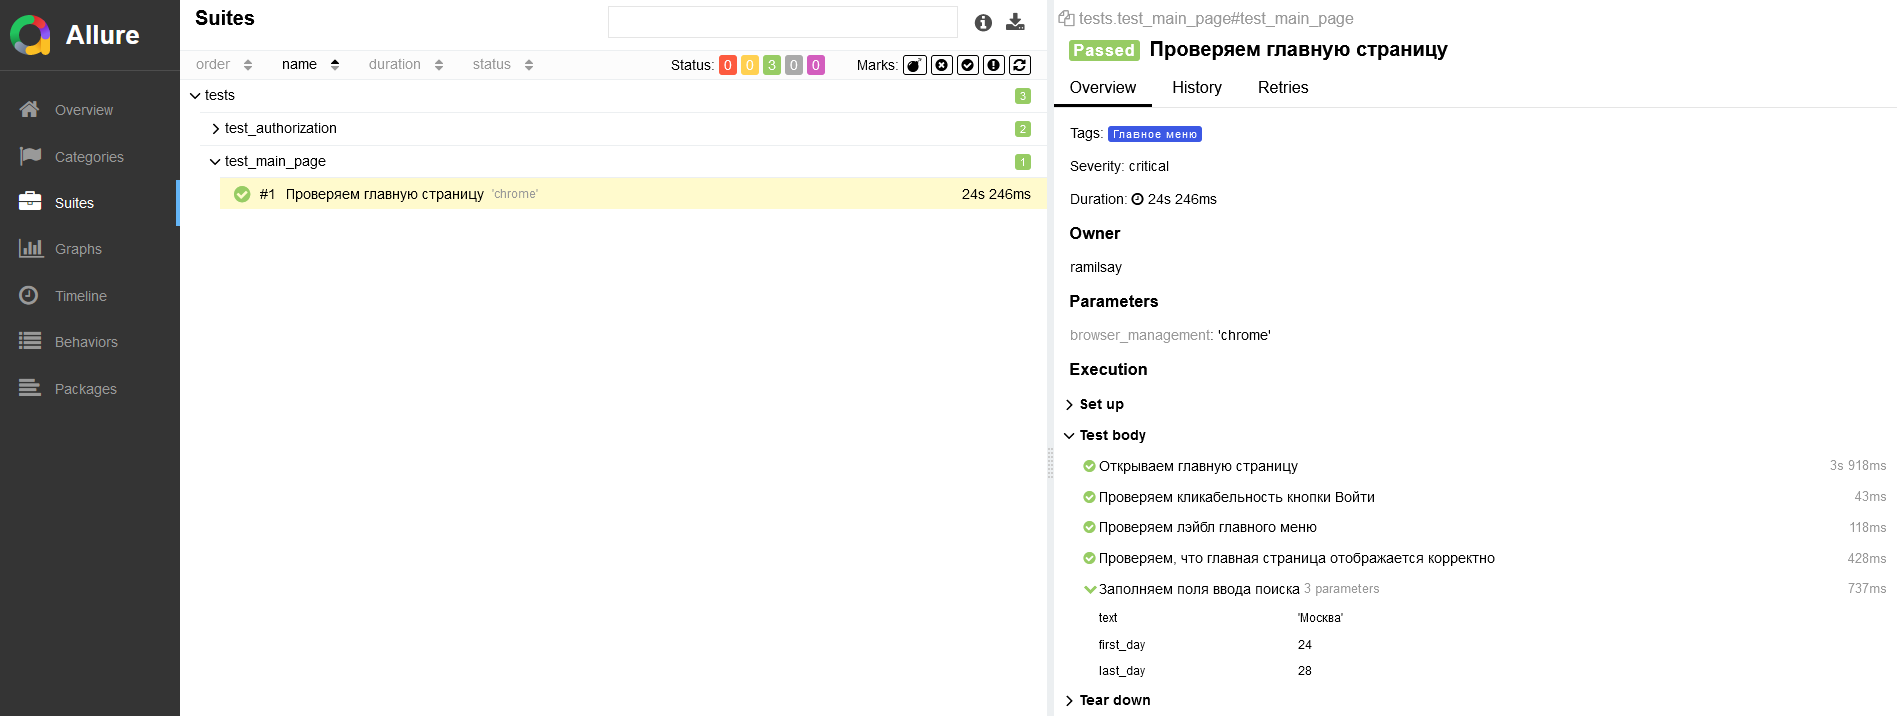 Allure
Overview
Categories
Suites
Graphs
Timeline
Behaviors
Packages
Suites
order name duration status Status: 0 0 3 0 0 Marks:
tests 3
test_authorization 2
test_main_page 1
#1 Проверяем главную страницу 'chrome' 24s 246ms
tests.test_main_page#test_main_page
Passed Проверяем главную страницу
Overview History Retries
Tags: Главное меню
Severity: critical
Duration: 24s 246ms
Owner
ramilsay
Parameters
browser_management: 'chrome'
Execution
Set up
Test body
Открываем главную страницу 3s 918ms
Проверяем кликабельность кнопки Войти 43ms
Проверяем лэйбл главного меню 118ms
Проверяем, что главная страница отображается корректно 428ms
Заполняем поля ввода поиска 3 parameters 737ms
text 'Москва'
first_day 24
last_day 28
Tear down